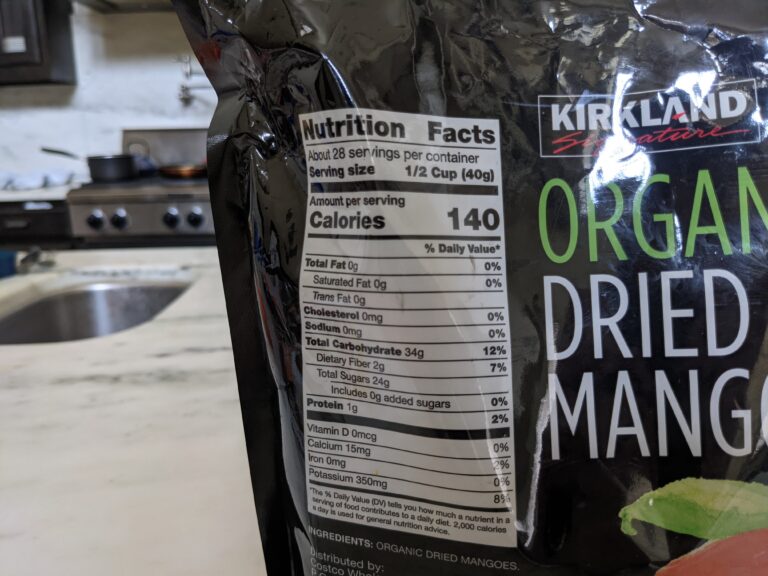 Nutrition Facts
About 28 servings per container
Serving size 1/2 Cup (40g)
Amount per serving
Calories 140
% Daily Value*
Total Fat 0g 0%
Saturated Fat 0g 0%
Trans Fat 0g
Cholesterol 0mg 0%
Sodium 0mg 0%
Total Carbohydrate 34g 12%
Dietary Fiber 2g 7%
Total Sugars 24g
Includes 0g added sugars 0%
Protein 1g 2%
Vitamin D 0mcg 0%
Calcium 15mg 2%
Iron 0mg 0%
Potassium 350mg 8%
*The % Daily Value (DV) tells you how much a nutrient in a
serving of food contributes to a daily diet. 2,000 calories
a day is used for general nutrition advice.
INGREDIENTS: ORGANIC DRIED MANGOES.
Distributed by:
Costco Whol
KIRKLAND
Signature
ORGAN
DRIED
MANGO